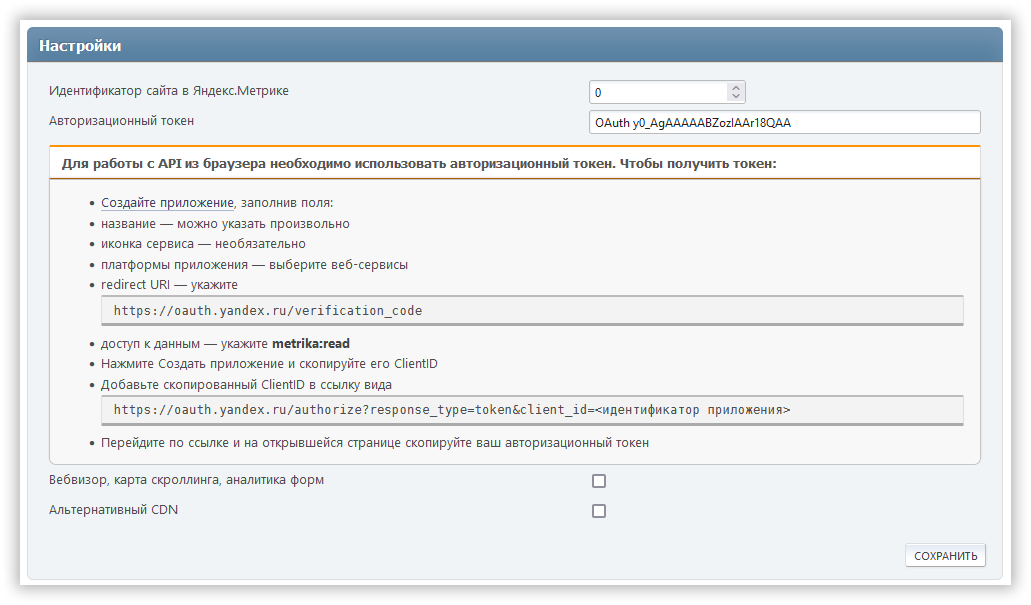 Настройки
Идентификатор сайта в Яндекс.Метрике
0
Авторизационный токен
OAuth y0_AgAAAAABZozIAAr18QAA
Для работы с API из браузера необходимо использовать авторизационный токен. Чтобы получить токен:
• Создайте приложение, заполнив поля:
• название — можно указать произвольно
• иконка сервиса — необязательно
• платформы приложения — выберите веб-сервисы
• redirect URI — укажите
https://oauth.yandex.ru/verification_code
• доступ к данным — укажите metrika:read
• Нажмите Создать приложение и скопируйте его ClientID
• Добавьте скопированный ClientID в ссылку вида
https://oauth.yandex.ru/authorize?response_type=token&client_id=<идентификатор приложения>
• Перейдите по ссылке и на открывшейся странице скопируйте ваш авторизационный токен
Вебвизор, карта скроллинга, аналитика форм
Альтернативный CDN
СОХРАНИТЬ